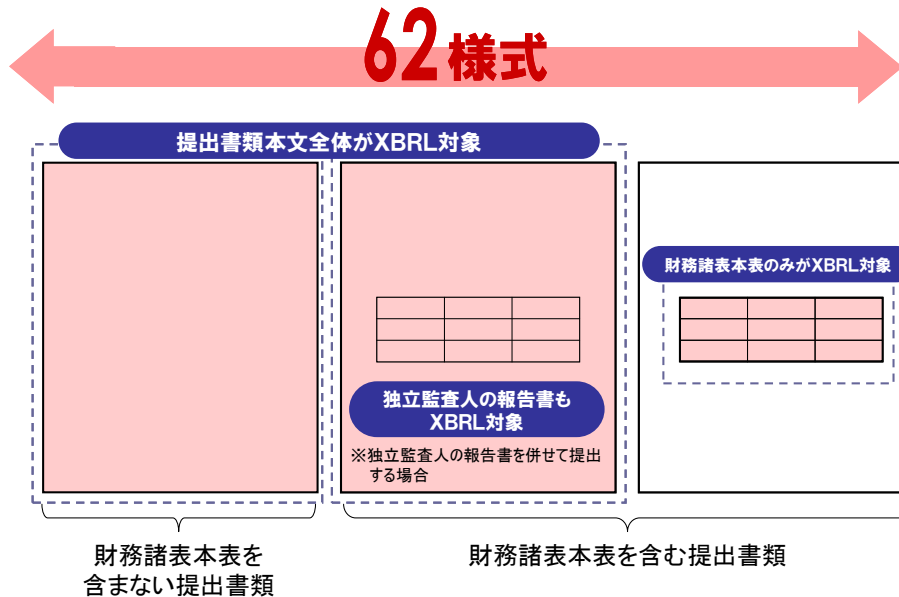 62様式
提出書類本文全体がXBRL対象
財務諸表本表のみがXBRL対象
独立監査人の報告書も
XBRL対象
※独立監査人の報告書を併せて提出
する場合
財務諸表本表を
含まない提出書類
財務諸表本表を含む提出書類